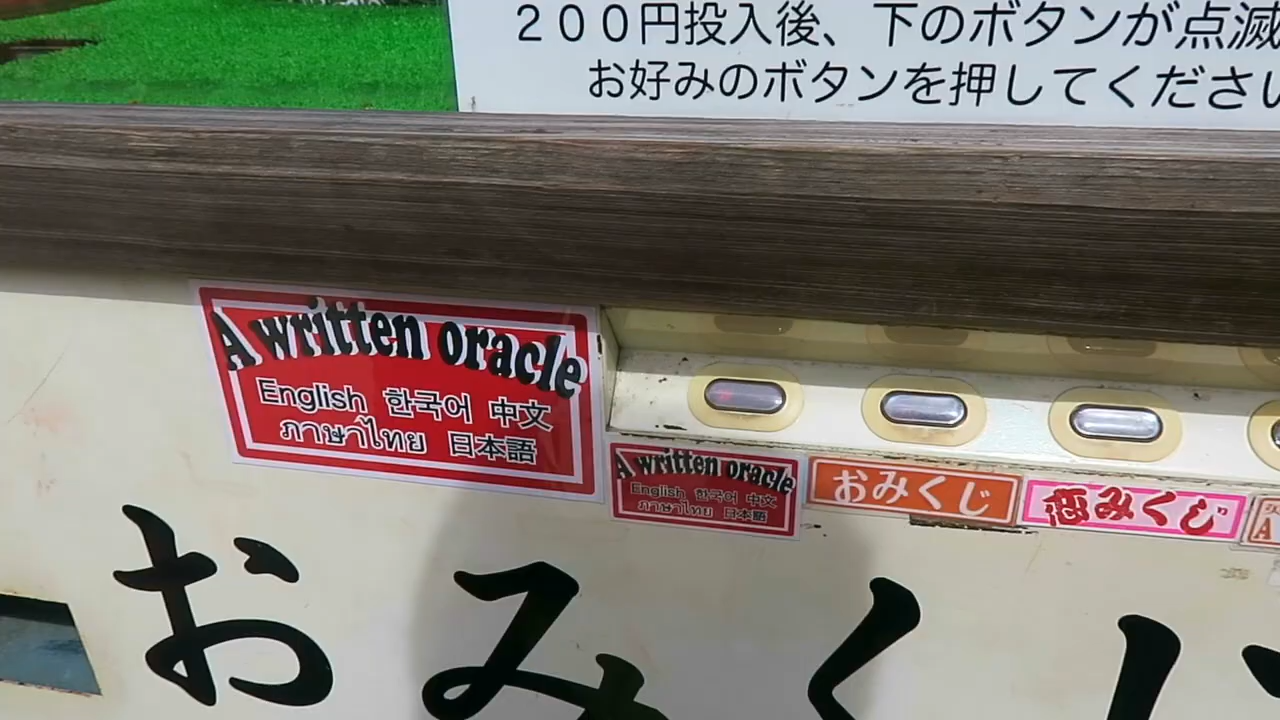 ２００円投入後、下のボタンが点滅
お好みのボタンを押してくださ
A written oracle
English 한국어 中文
ภาษาไทย 日本語
A written oracle
English 한국어 中文
ภาษาไทย 日本語
おみくじ
恋みくじ
A
おみくじ